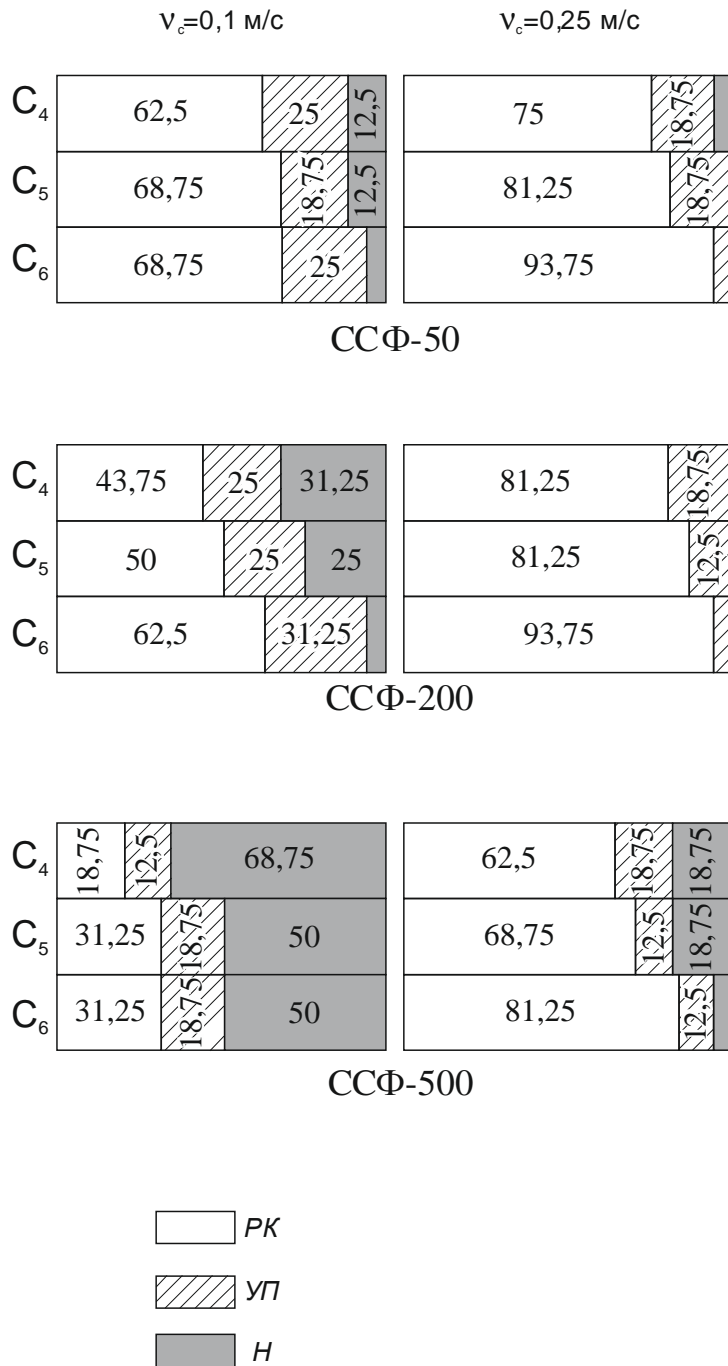 ν_c=0,1 м/с ν_c=0,25 м/с
C₄ 62,5 25 12,5 75 18,75
C₅ 68,75 18,75 12,5 81,25 18,75
C₆ 68,75 25 93,75
ССФ-50
C₄ 43,75 25 31,25 81,25 18,75
C₅ 50 25 25 81,25 12,5
C₆ 62,5 31,25 93,75
ССФ-200
C₄ 18,75 12,5 68,75 62,5 18,75 18,75
C₅ 31,25 18,75 50 68,75 12,5 18,75
C₆ 31,25 18,75 50 81,25 12,5
ССФ-500
РК
УП
Н